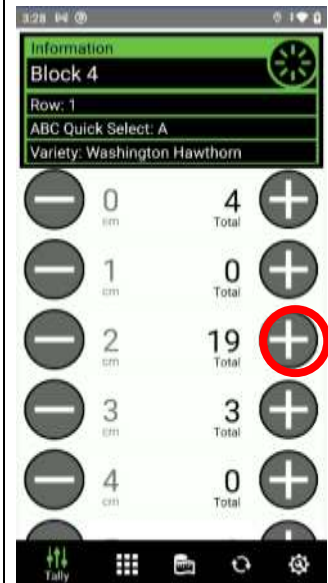 3:28
Information
Block 4
Row: 1
ABC Quick Select: A
Variety: Washington Hawthorn
0 4
cm Total
1 0
cm Total
2 19
cm Total
3 3
cm Total
4 0
cm Total
Tally